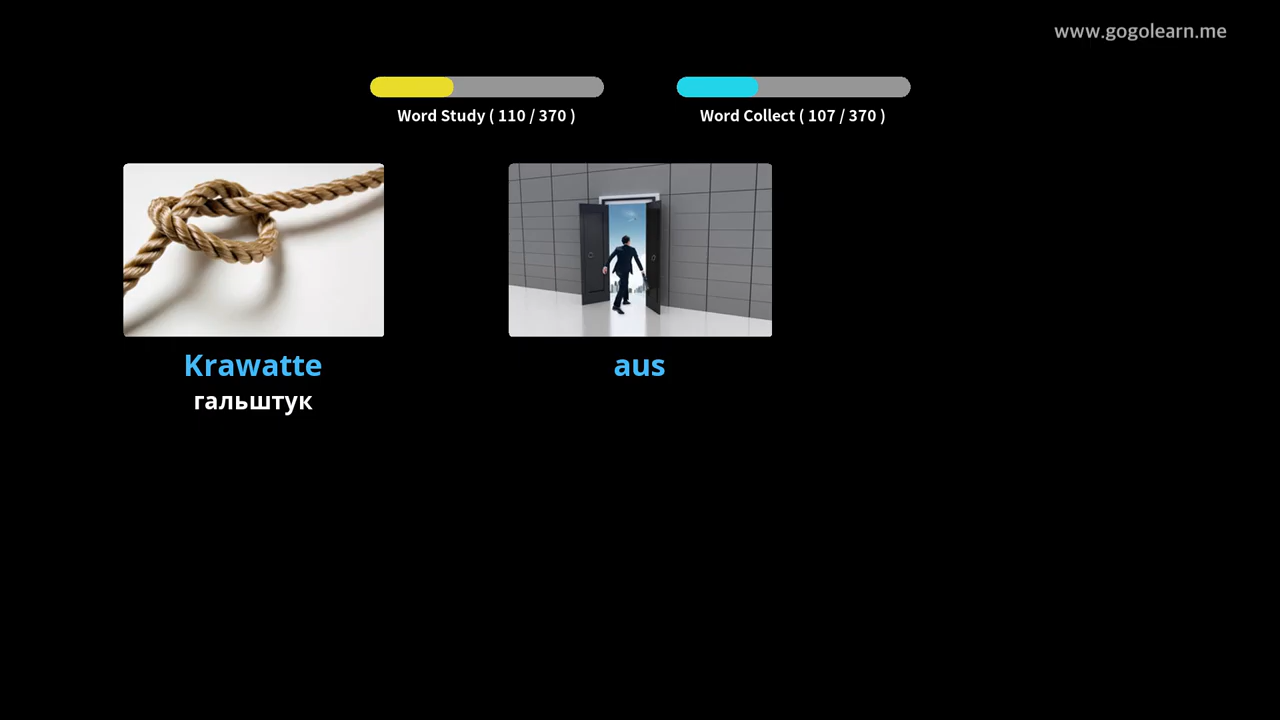 www.gogolearn.me
Word Study ( 110 / 370 )
Word Collect ( 107 / 370 )
Krawatte
гальштук
aus